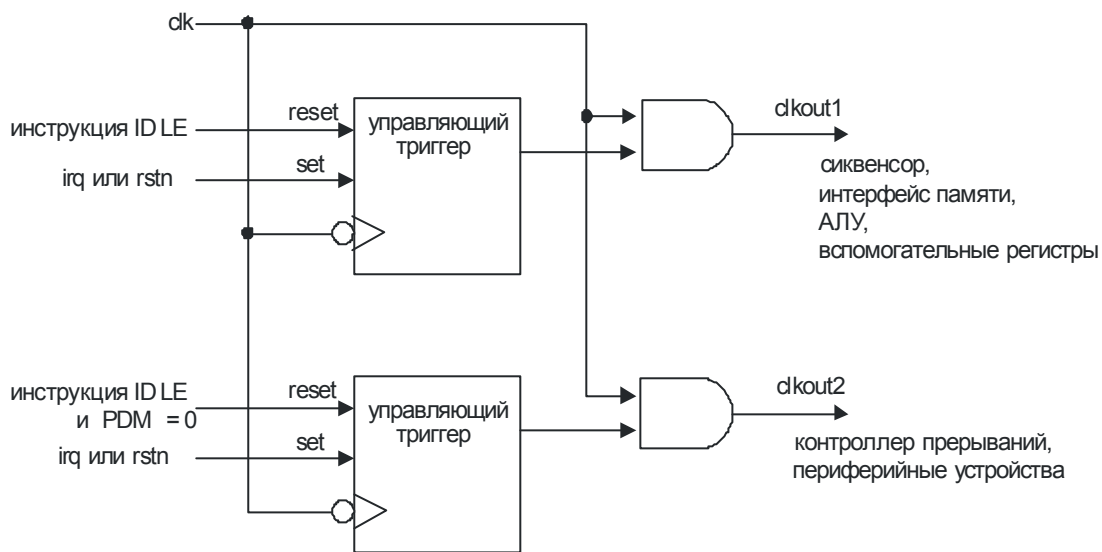 clk
инструкция IDLE
reset
irq или rstn
set
управляющий
триггер
clkout1
сиквенсор,
интерфейс памяти,
АЛУ,
вспомогательные регистры
инструкция IDLE
и PDM = 0
reset
irq или rstn
set
управляющий
триггер
clkout2
контроллер прерываний,
периферийные устройства